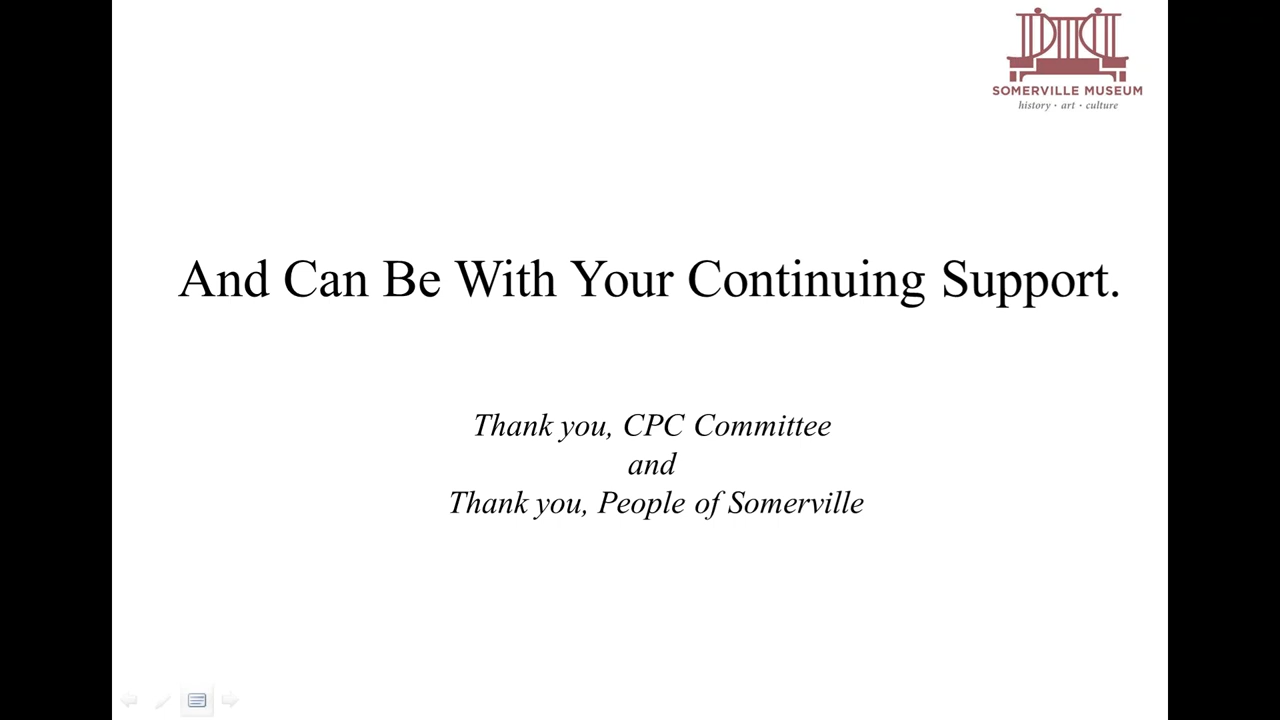 SOMERVILLE MUSEUM
history · art · culture
And Can Be With Your Continuing Support.
Thank you, CPC Committee
and
Thank you, People of Somerville